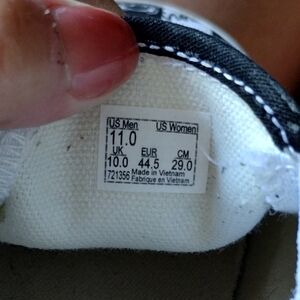 US Men US Women
11.0
UK EUR CM
10.0 44.5 29.0
721356 Made in Vietnam
Fabriqué en Vietnam